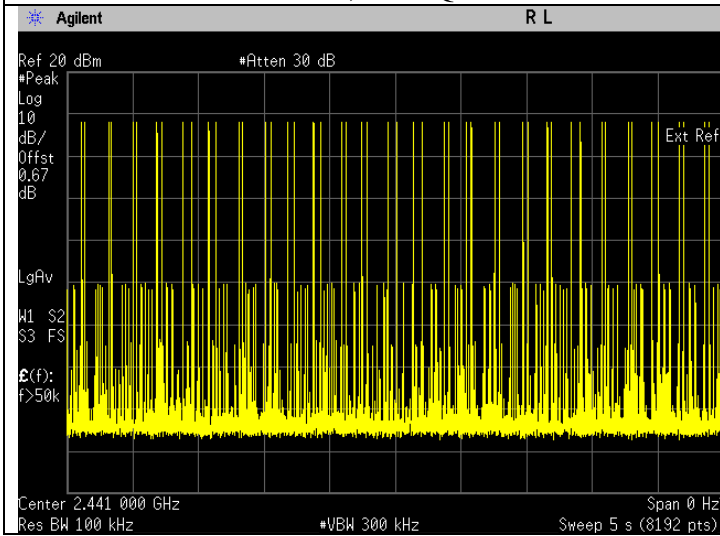 Agilent R L
Ref 20 dBm #Atten 30 dB
#Peak
Log
10
dB/
Offst
0.67
dB
Ext Ref
LgAv
W1 S2
S3 FS
£(f):
f>50k
Center 2.441 000 GHz Span 0 Hz
Res BW 100 kHz #VBW 300 kHz Sweep 5 s (8192 pts)